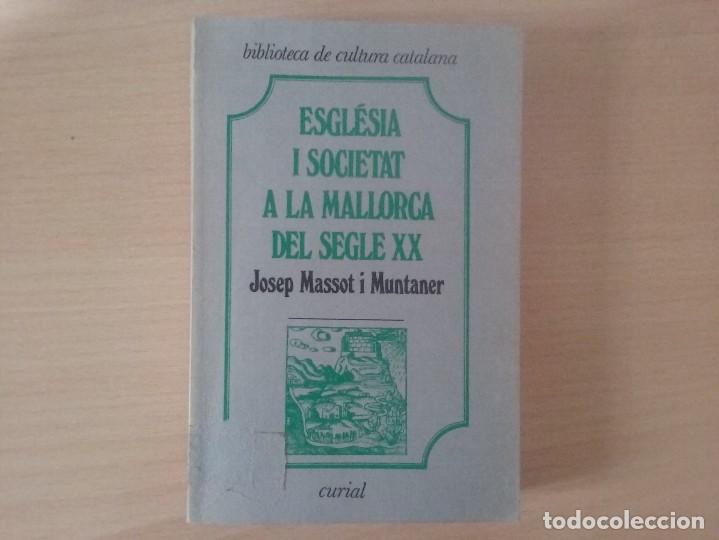 biblioteca de cultura catalana
ESGLÉSIA
I SOCIETAT
A LA MALLORCA
DEL SEGLE XX
Josep Massot i Muntaner
curial
todocoleccion